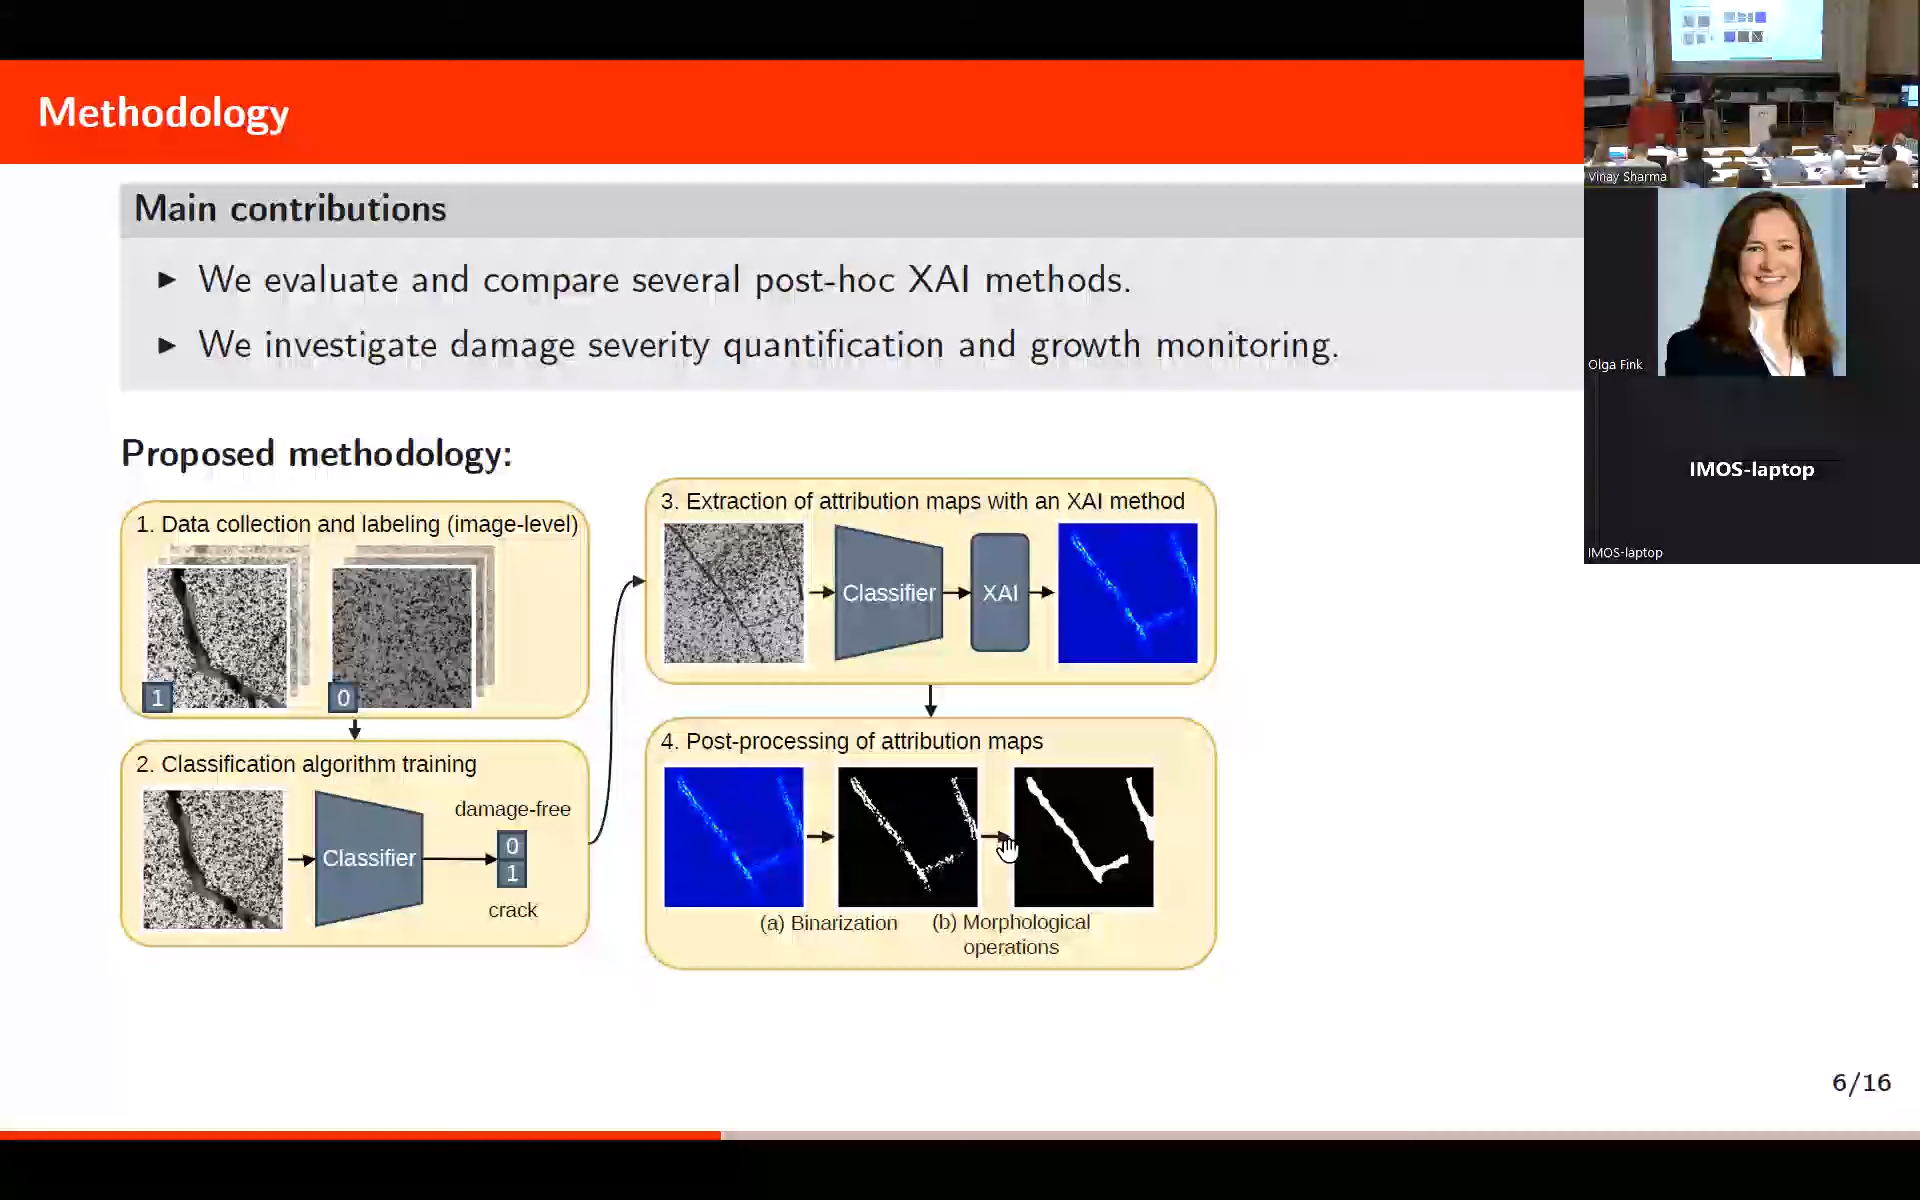 Methodology
Main contributions
► We evaluate and compare several post-hoc XAI methods.
► We investigate damage severity quantification and growth monitoring.
Proposed methodology:
1. Data collection and labeling (image-level)
1
0
2. Classification algorithm training
Classifier
damage-free
0
1
crack
3. Extraction of attribution maps with an XAI method
Classifier
XAI
4. Post-processing of attribution maps
(a) Binarization
(b) Morphological
operations
6/16
Vinay Sharma
Olga Fink
IMOS-laptop
IMOS-laptop